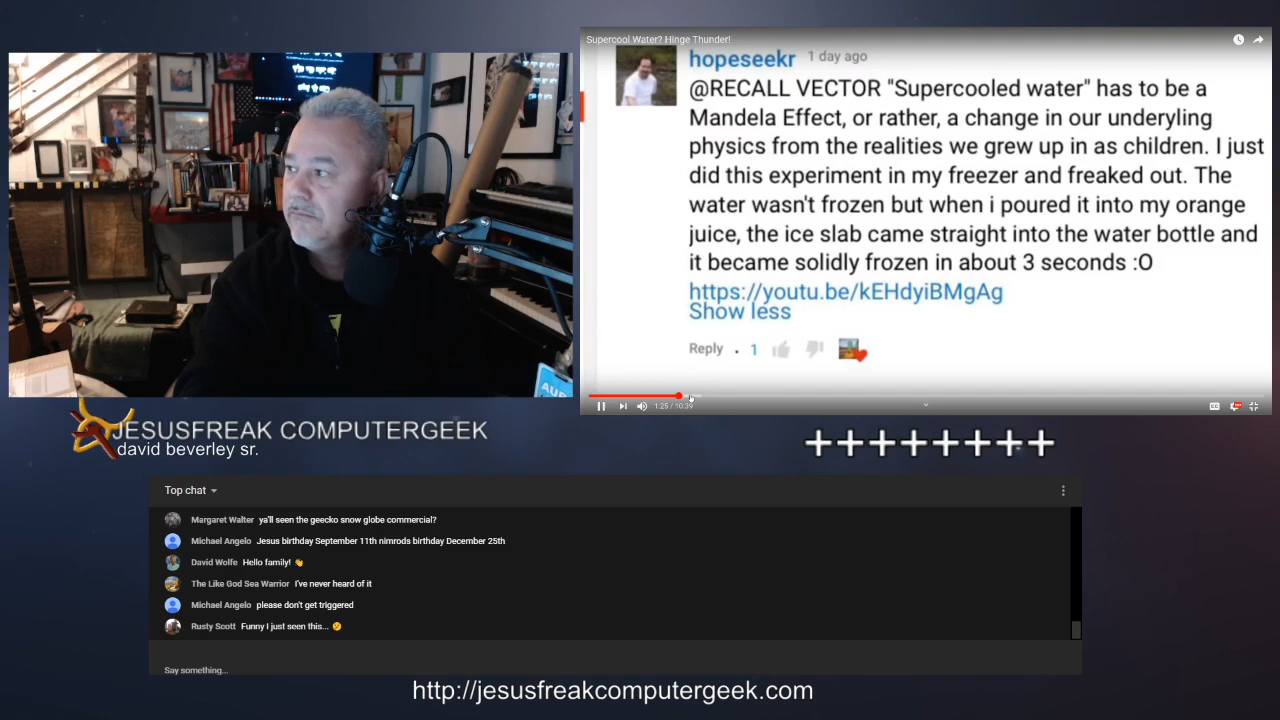 Supercool Water? Hinge Thunder!
hopeseekr 1 day ago
@RECALL VECTOR "Supercooled water" has to be a
Mandela Effect, or rather, a change in our underyling
physics from the realities we grew up in as children. I just
did this experiment in my freezer and freaked out. The
water wasn't frozen but when i poured it into my orange
juice, the ice slab came straight into the water bottle and
it became solidly frozen in about 3 seconds :O
https://youtu.be/kEHdyiBMgAg
Show less
Reply . 1
1:25 / 10:39
JESUSFREAK COMPUTERGEEK
david beverley sr.
++++++++
Top chat
Margaret Walter ya'll seen the geecko snow globe commercial?
Michael Angelo Jesus birthday September 11th nimrods birthday December 25th
David Wolfe Hello family! 👋
The Like God Sea Warrior I've never heard of it
Michael Angelo please don't get triggered
Rusty Scott Funny I just seen this... 😕
Say something...
http://jesusfreakcomputergeek.com